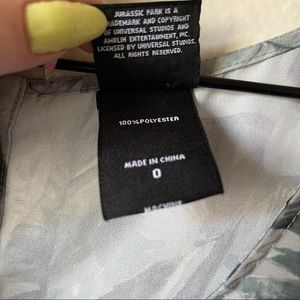 JURASSIC PARK IS A
TRADEMARK AND COPYRIGHT
OF UNIVERSAL STUDIOS AND
AMBLIN ENTERTAINMENT, INC.
LICENSED BY UNIVERSAL STUDIOS.
ALL RIGHTS RESERVED.
100% POLYESTER
MADE IN CHINA
0
MACHINE